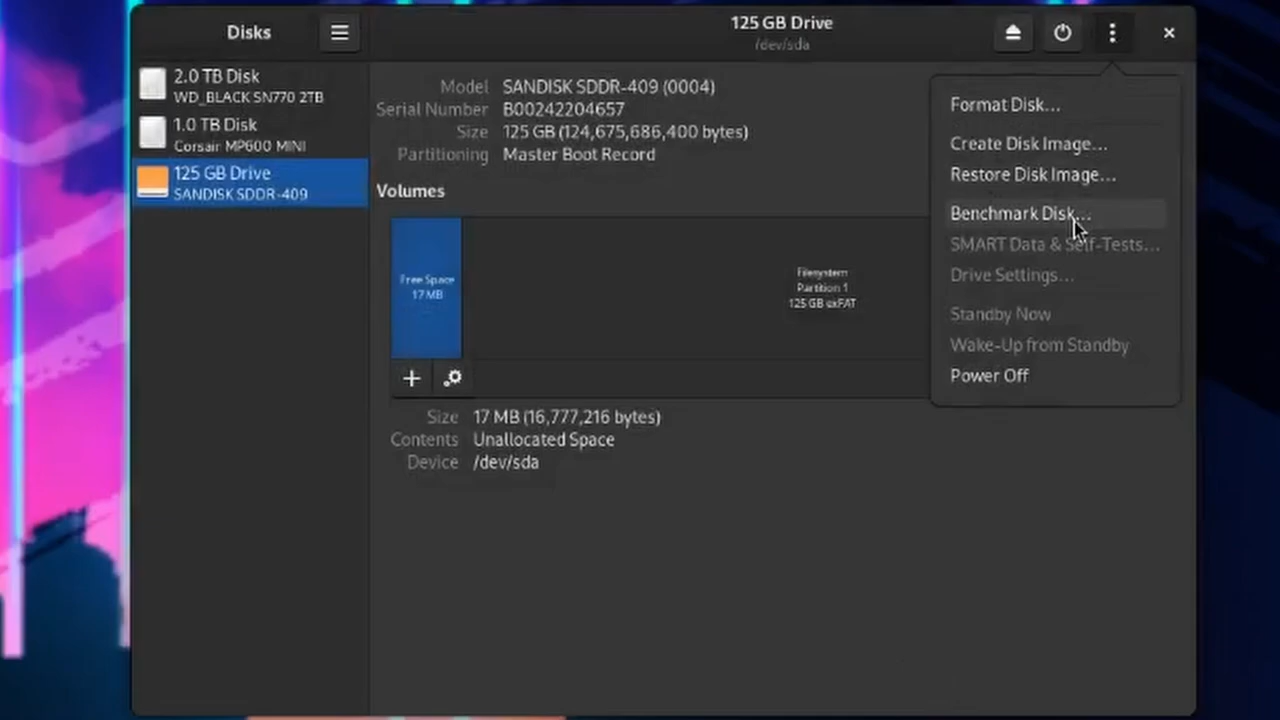 Disks
125 GB Drive
/dev/sda
2.0 TB Disk
WD_BLACK SN770 2TB
1.0 TB Disk
Corsair MP600 MINI
125 GB Drive
SANDISK SDDR-409
Model SANDISK SDDR-409 (0004)
Serial Number B00242204657
Size 125 GB (124,675,686,400 bytes)
Partitioning Master Boot Record
Volumes
Free Space
17 MB
Filesystem
Partition 1
125 GB exFAT
Size 17 MB (16,777,216 bytes)
Contents Unallocated Space
Device /dev/sda
Format Disk...
Create Disk Image...
Restore Disk Image...
Benchmark Disk...
SMART Data & Self-Tests...
Drive Settings...
Standby Now
Wake-Up from Standby
Power Off